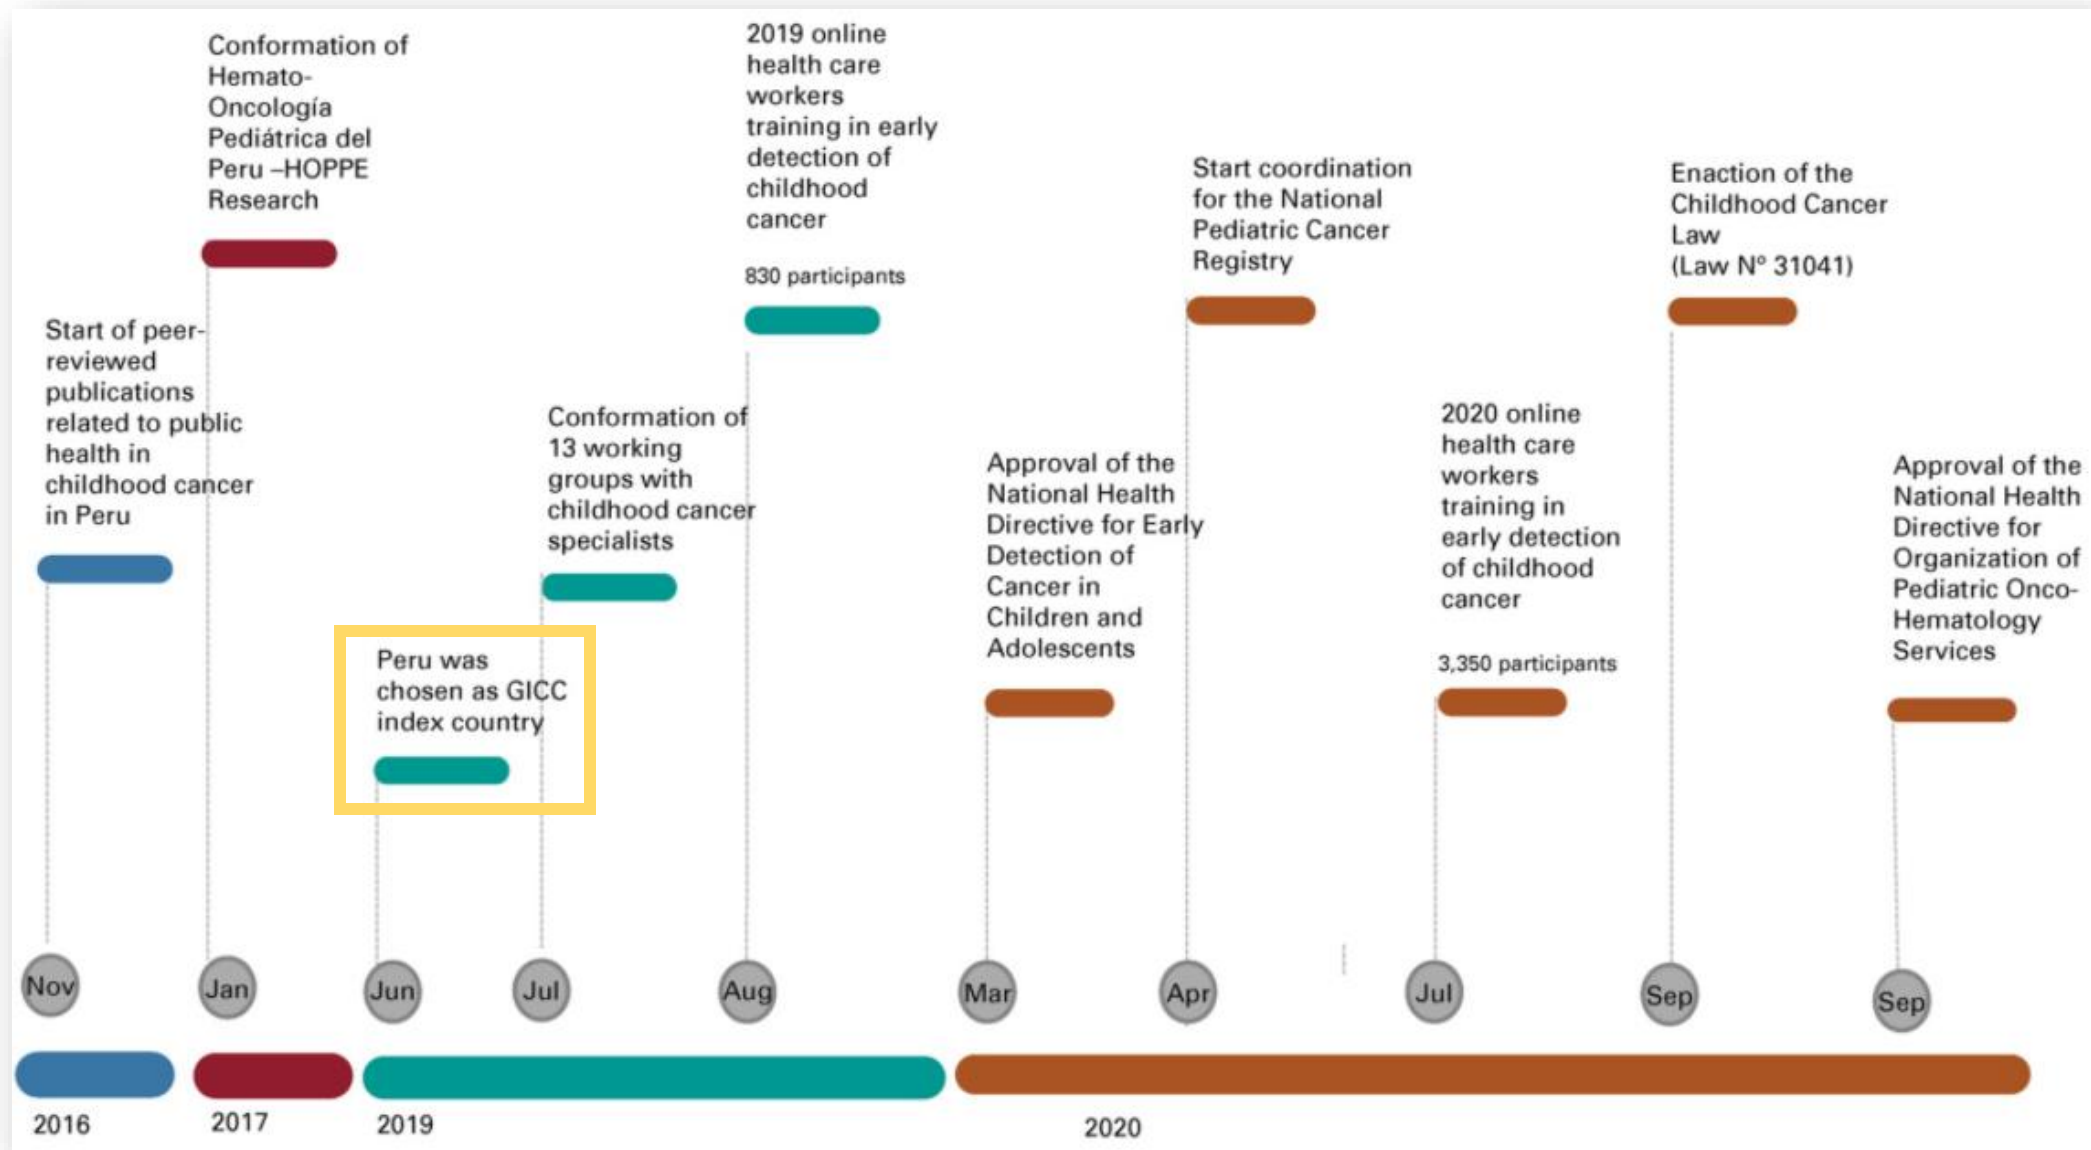 Conformation of
Hemato-
Oncología
Pediátrica del
Peru –HOPPE
Research
2019 online
health care
workers
training in early
detection of
childhood
cancer
830 participants
Start coordination
for the National
Pediatric Cancer
Registry
Enaction of the
Childhood Cancer
Law
(Law Nº 31041)
Start of peer-
reviewed
publications
related to public
health in
childhood cancer
in Peru
Conformation of
13 working
groups with
childhood cancer
specialists
Peru was
chosen as GICC
index country
Approval of the
National Health
Directive for Early
Detection of
Cancer in
Children and
Adolescents
2020 online
health care
workers
training in
early detection
of childhood
cancer
3,350 participants
Approval of the
National Health
Directive for
Organization of
Pediatric Onco-
Hematology
Services
Nov
Jan
Jun
Jul
Aug
Mar
Apr
Jul
Sep
Sep
2016
2017
2019
2020